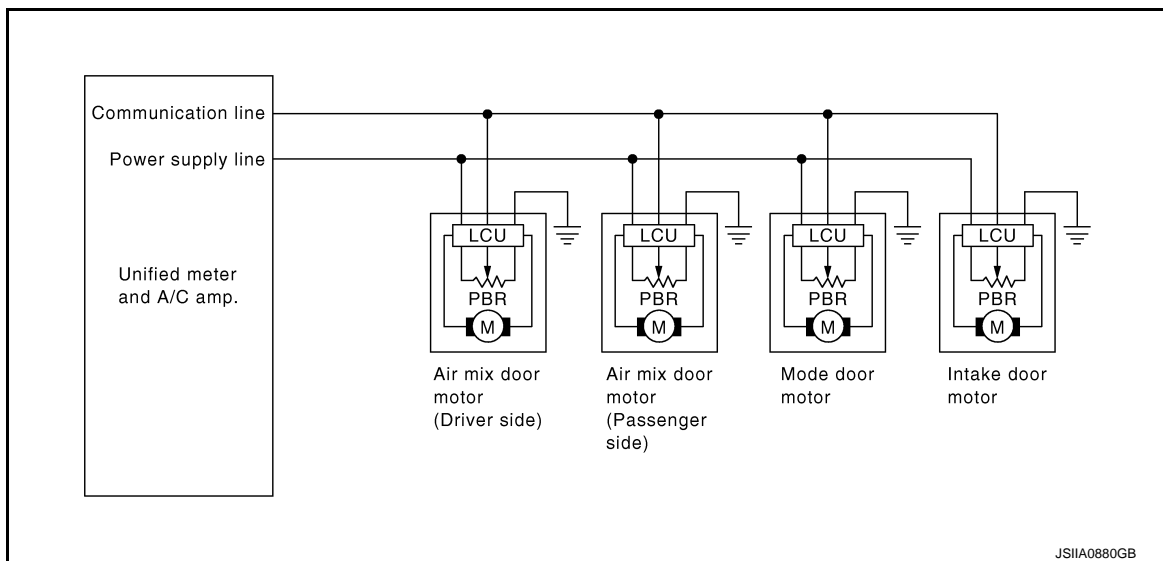 Communication line
Power supply line
Unified meter
and A/C amp.
LCU
PBR
M
Air mix door
motor
(Driver side)
LCU
PBR
M
Air mix door
motor
(Passenger
side)
LCU
PBR
M
Mode door
motor
LCU
PBR
M
Intake door
motor
JSIIA0880GB